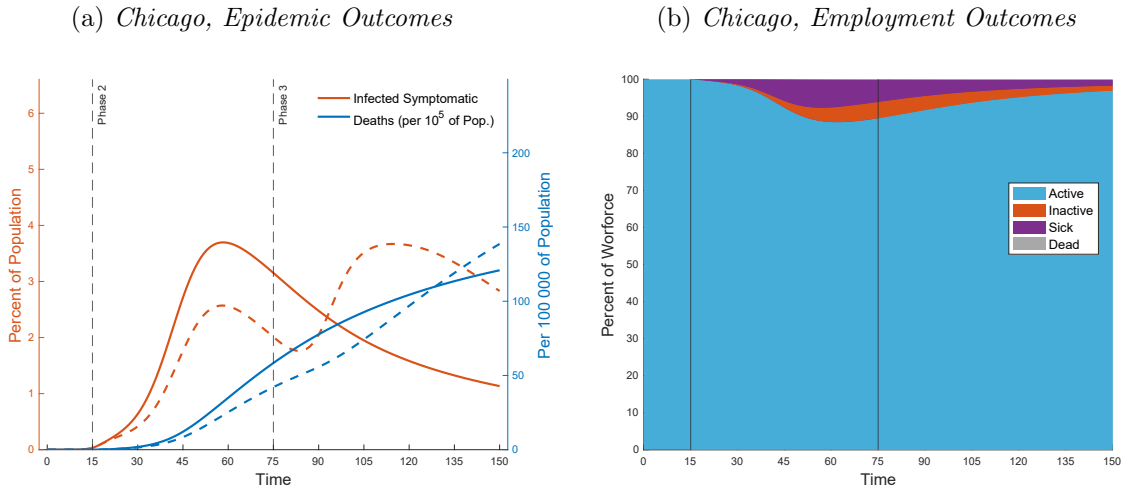 (a) Chicago, Epidemic Outcomes
Phase 2
Phase 3
Infected Symptomatic
Deaths (per 10^5 of Pop.)
6
5
4
3
2
1
0
Percent of Population
200
150
100
50
0
Per 100 000 of Population
0 15 30 45 60 75 90 105 120 135 150
Time
(b) Chicago, Employment Outcomes
100
90
80
70
60
50
40
30
20
10
0
Percent of Worforce
Active
Inactive
Sick
Dead
0 15 30 45 60 75 90 105 120 135 150
Time